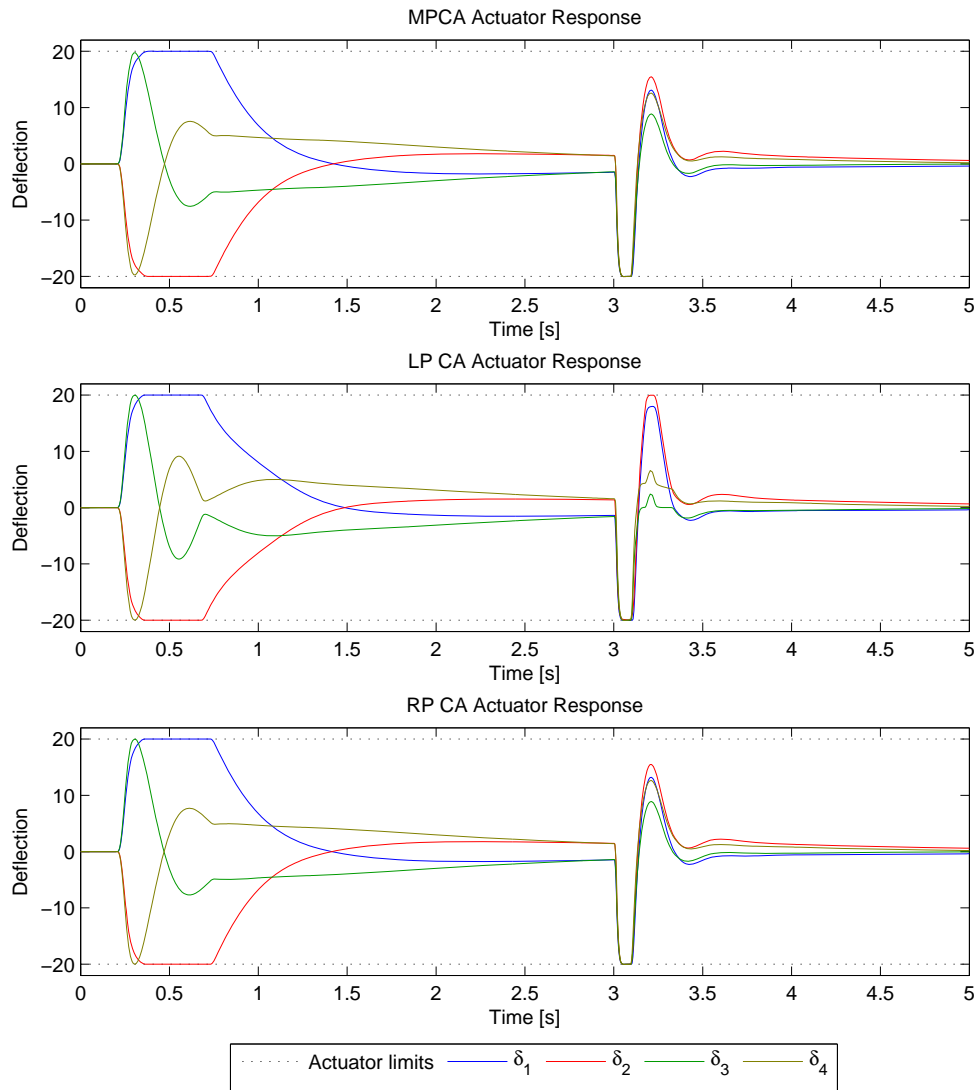 MPCA Actuator Response
20
10
0
−10
−20
Deflection
0 0.5 1 1.5 2 2.5 3 3.5 4 4.5 5
Time [s]
LP CA Actuator Response
20
10
0
−10
−20
Deflection
0 0.5 1 1.5 2 2.5 3 3.5 4 4.5 5
Time [s]
RP CA Actuator Response
20
10
0
−10
−20
Deflection
0 0.5 1 1.5 2 2.5 3 3.5 4 4.5 5
Time [s]
Actuator limits δ₁ δ₂ δ₃ δ₄